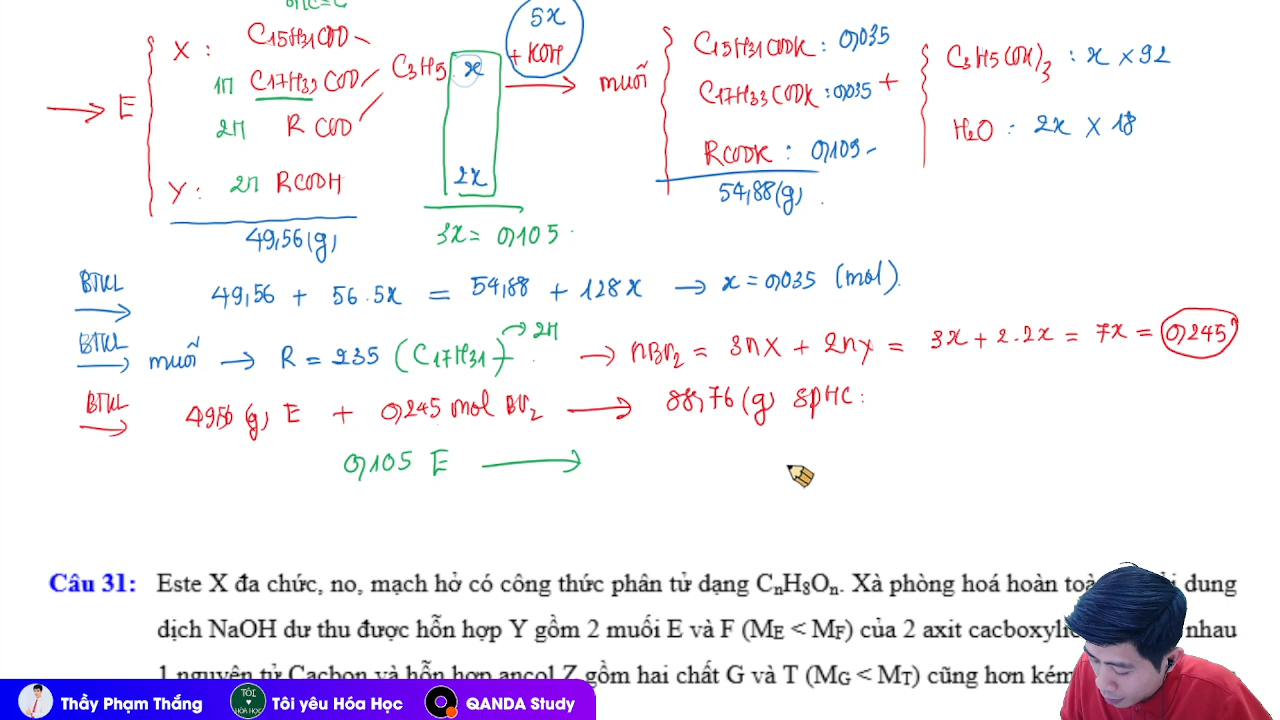 X : C15H31COO
E 1π C17H33COO C3H5 x
2π RCOO
Y : 2π RCOOH 2x
49,56(g) 3x = 0,105
5x + KOH
muối C15H31COOK : 0,035
C17H33COOK : 0,035 +
RCOOK : 0,105
54,88(g)
C3H5(OH)3 : x × 92
H2O : 2x × 18
BTKL 49,56 + 56.5x = 54,88 + 128x → x = 0,035 (mol)
BTKL muối → R = 235 (C17H31) → 2π → nBr2 = 3nX + 2nY = 3x + 2.2x = 7x = 0,245
BTKL 49,56 (g) E + 0,245 mol Br2 → 88,76 (g) SPHC :
0,105 E →
Câu 31: Este X đa chức, no, mạch hở có công thức phân tử dạng CnH8On. Xà phòng hoá hoàn dung
dịch NaOH dư thu được hỗn hợp Y gồm 2 muối E và F (ME < MF) của 2 axit nhau
1 nguyên tử Cacbon và hỗn hợp ancol Z gồm hai chất G và T (MG < MT) cũng hơn
Thầy Phạm Thắng TÔI ♥ HÓA HỌC Tôi yêu Hóa Học QANDA Study